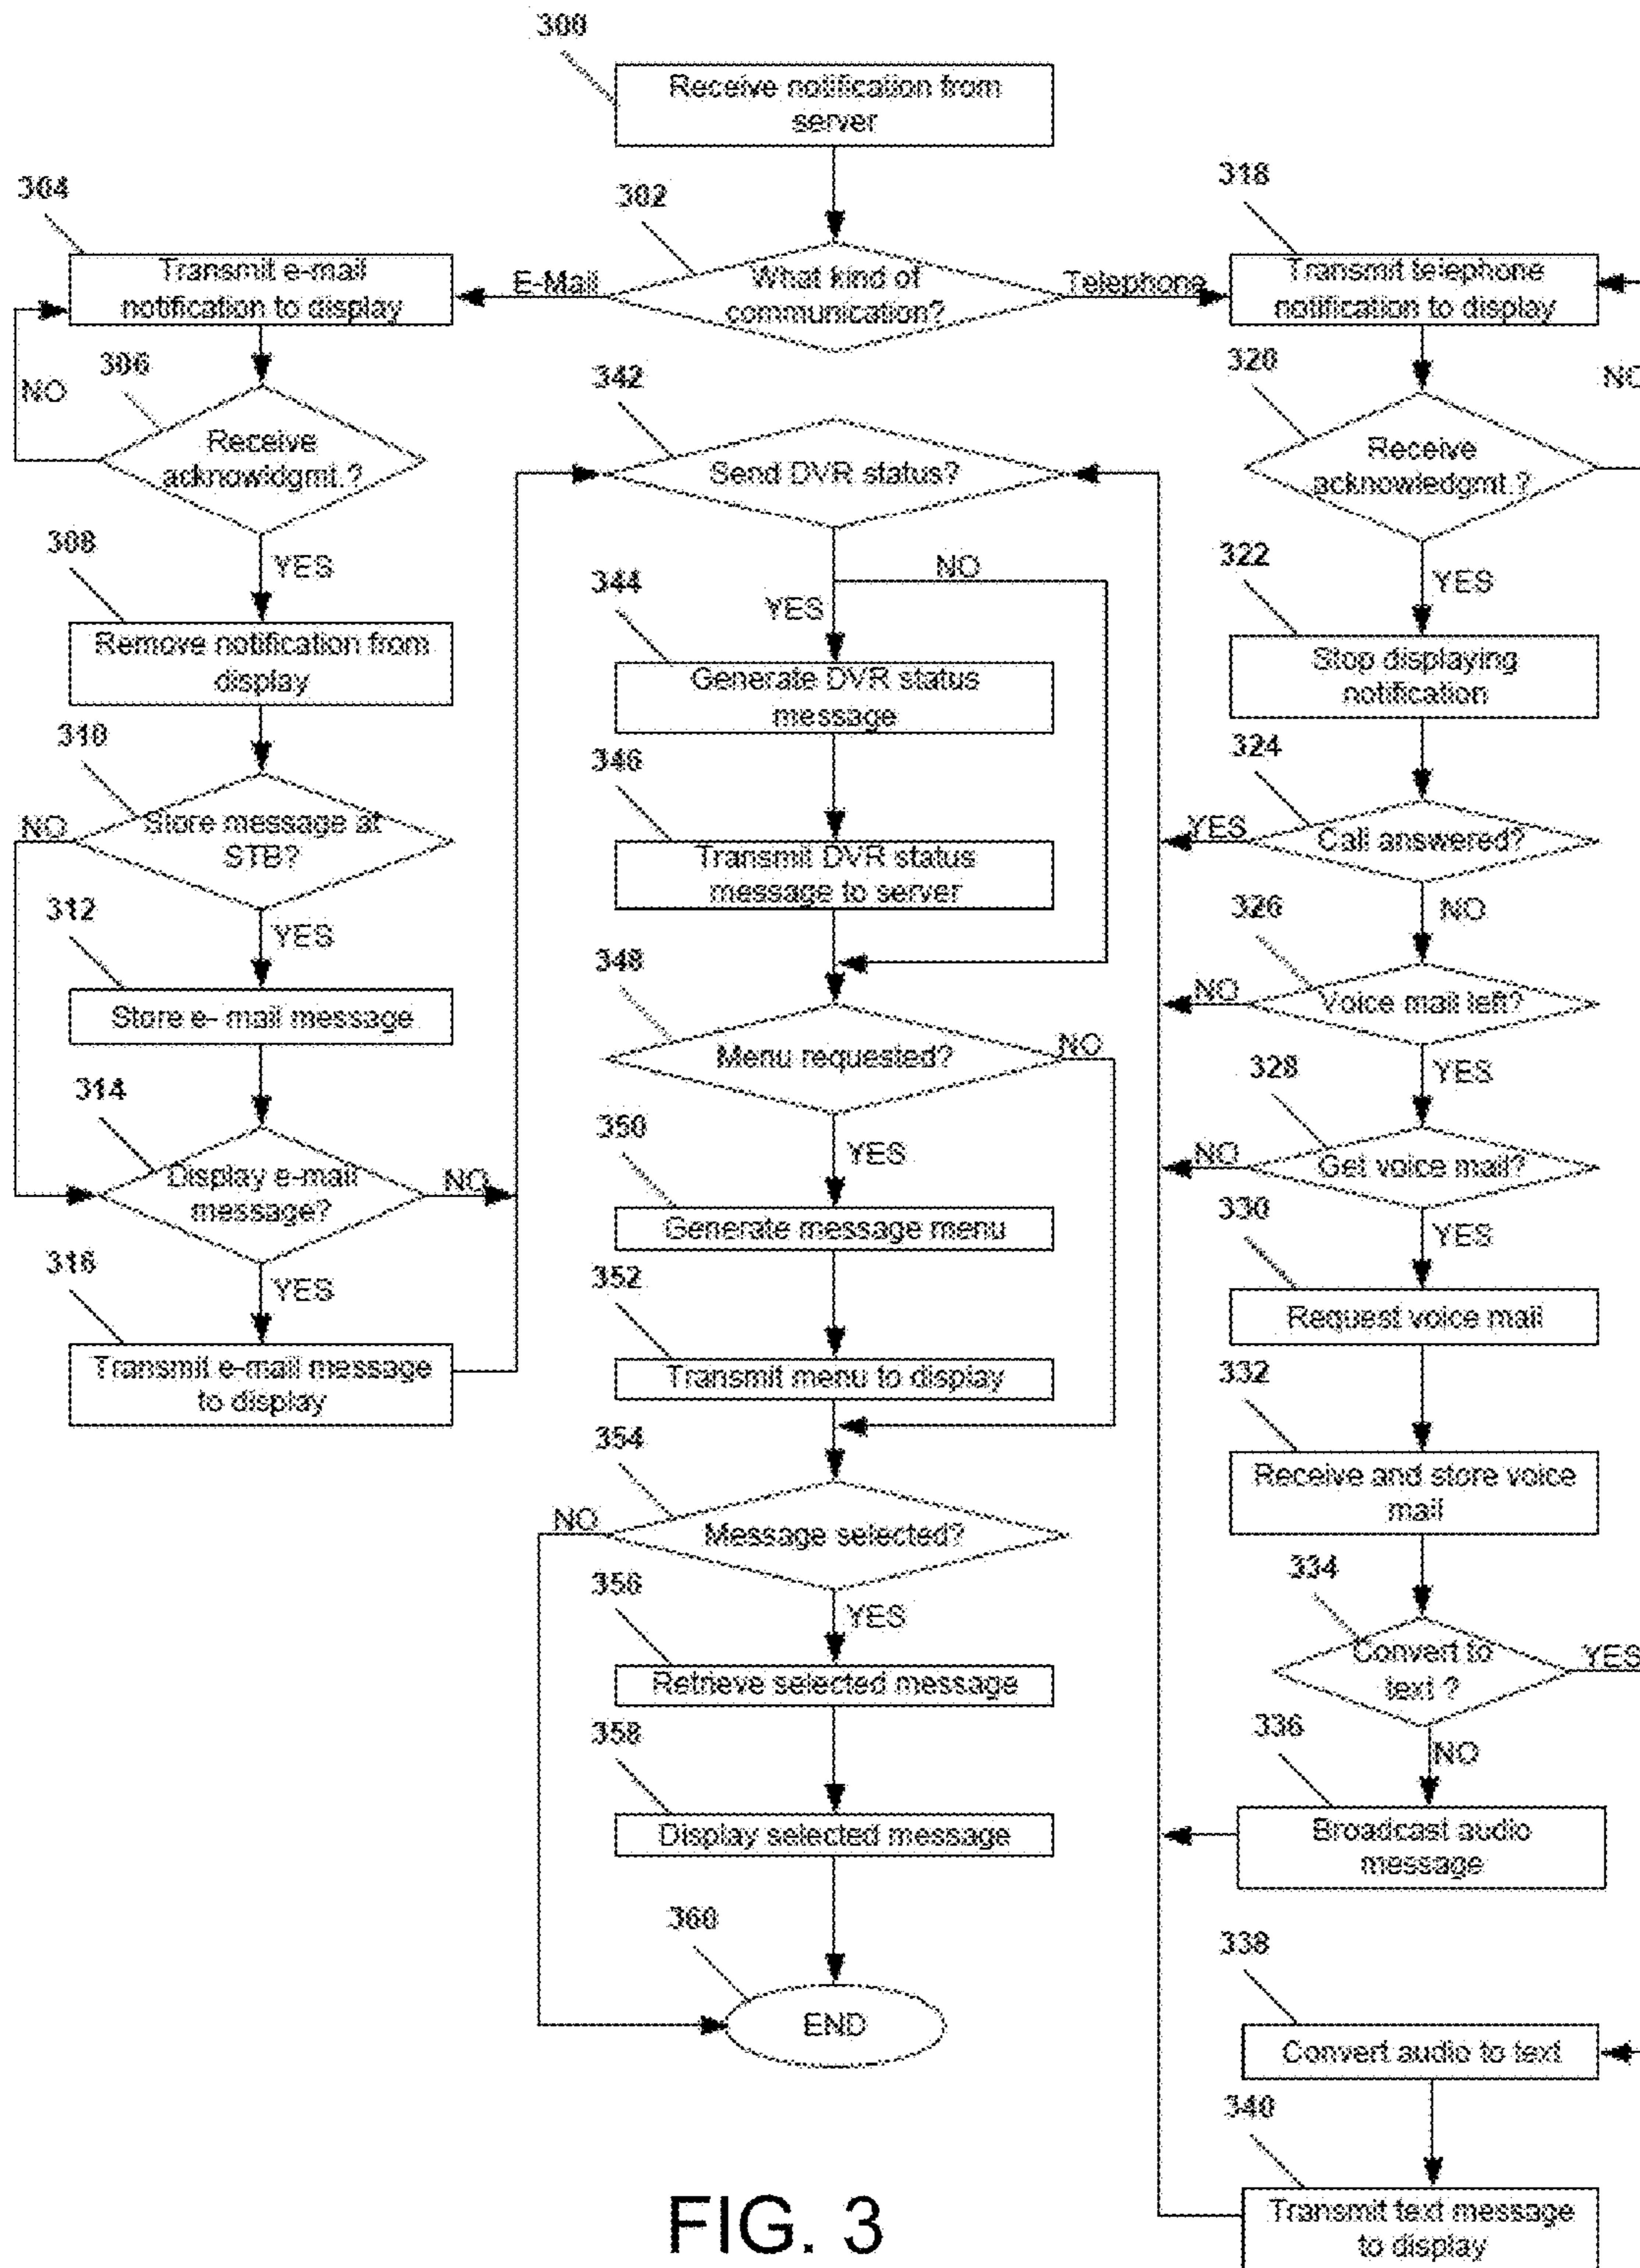 300
Receive notification from
server
302
What kind of
communication?
E-Mail
Telephone
304
Transmit e-mail
notification to display
306
NO
Receive
acknowldgmt.?
YES
308
Remove notification from
display
310
NO
Store message at
STB?
YES
312
Store e- mail message
314
Display e-mail
message?
NO
YES
316
Transmit e-mail message
to display
342
Send DVR status?
NO
YES
344
Generate DVR status
message
346
Transmit DVR status
message to server
348
Menu requested?
NO
YES
350
Generate message menu
352
Transmit menu to display
354
NO
Message selected?
YES
356
Retrieve selected message
358
Display selected message
360
END
318
Transmit telephone
notification to display
320
NO
Receive
acknowledgmt.?
YES
322
Stop displaying
notification
324
YES
Call answered?
NO
326
NO
Voice mail left?
YES
328
NO
Get voice mail?
YES
330
Request voice mail
332
Receive and store voice
mail
334
Convert to
text ?
YES
NO
336
Broadcast audio
message
338
Convert audio to text
340
Transmit text message
to display
FIG. 3